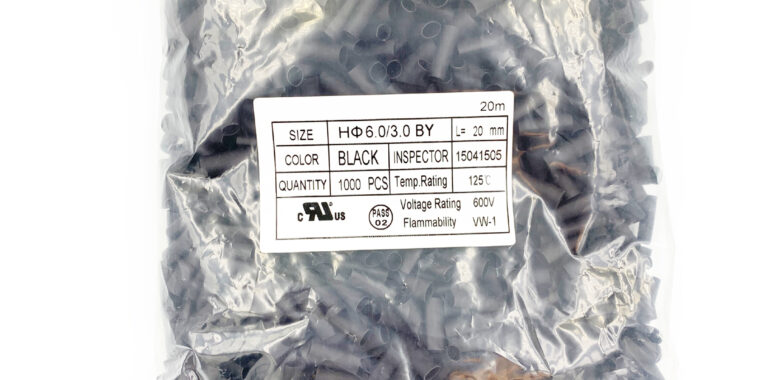 20m
SIZE HΦ6.0/3.0 BY L= 20 mm
COLOR BLACK INSPECTOR 15041505
QUANTITY 1000 PCS Temp.Rating 125℃
Voltage Rating 600V
c RU US PASS 02 Flammability VW-1